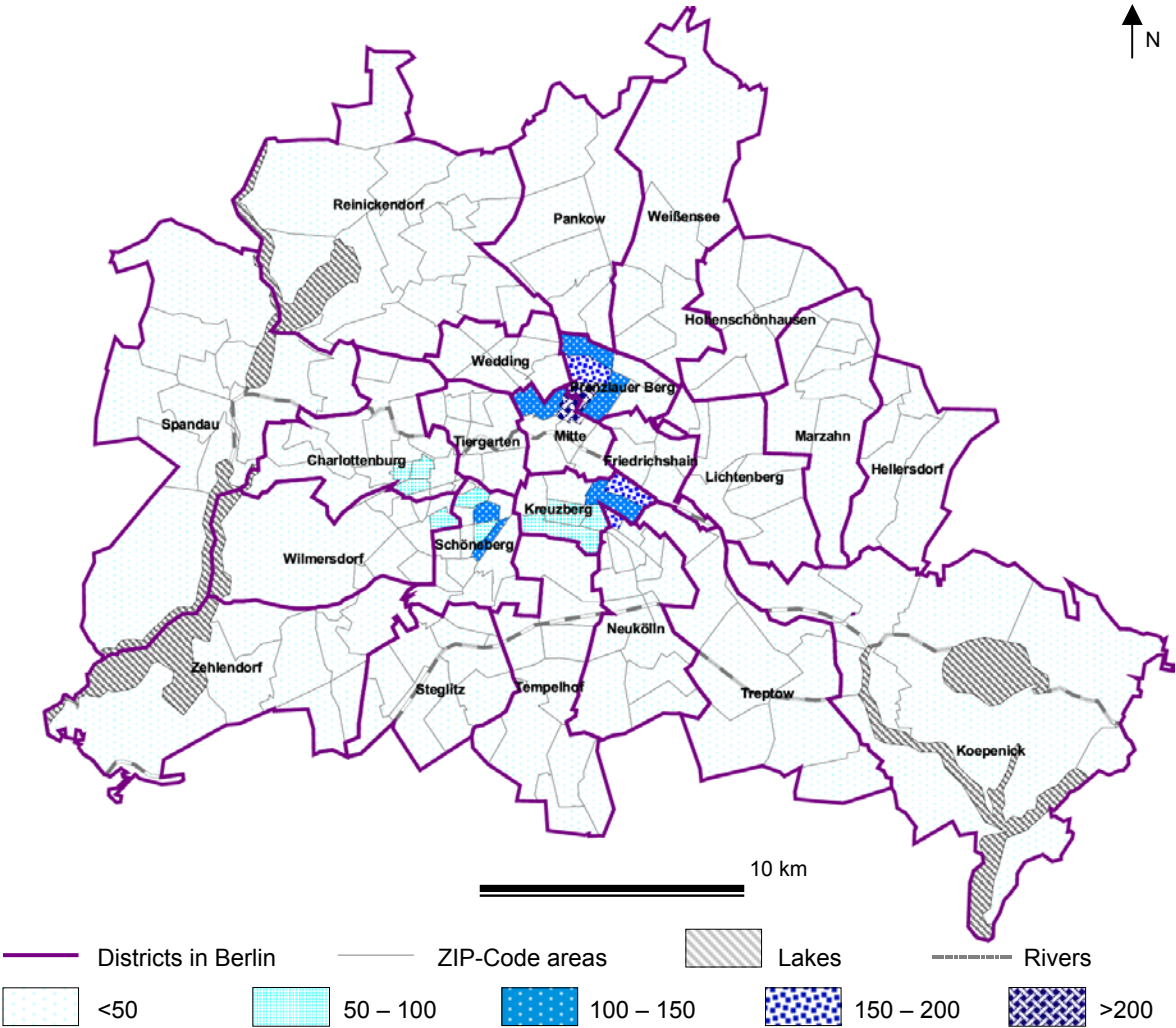 N
Reinickendorf
Pankow
Weißensee
Hohenschönhausen
Wedding
Prenzlauer Berg
Spandau
Charlottenburg
Tiergarten
Mitte
Friedrichshain
Lichtenberg
Marzahn
Hellersdorf
Kreuzberg
Wilmersdorf
Schöneberg
Neukölln
Zehlendorf
Steglitz
Tempelhof
Treptow
Koepenick
10 km
Districts in Berlin ZIP-Code areas Lakes Rivers
<50 50 – 100 100 – 150 150 – 200 >200